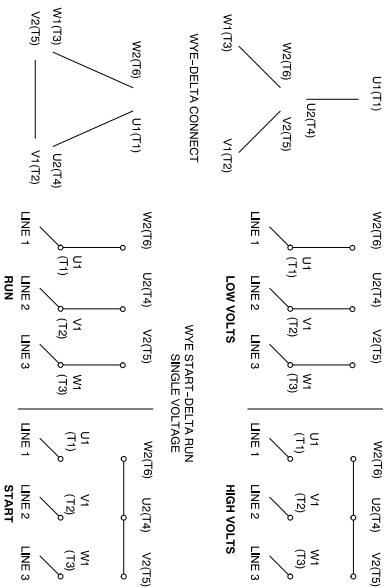 U1(T1)
U2(T4)
W2(T6) V2(T5)
W1(T3) V1(T2)
WYE–DELTA CONNECT
W2(T6) U2(T4) V2(T5)
U1 (T1) V1 (T2) W1 (T3)
LINE 1 LINE 2 LINE 3
LOW VOLTS
W2(T6) U2(T4) V2(T5)
U1 (T1) V1 (T2) W1 (T3)
LINE 1 LINE 2 LINE 3
HIGH VOLTS
WYE START–DELTA RUN
SINGLE VOLTAGE
W2(T6) U1(T1)
W1(T3) U2(T4)
V2(T5) V1(T2)
W2(T6) U2(T4) V2(T5)
U1 (T1) V1 (T2) W1 (T3)
LINE 1 LINE 2 LINE 3
RUN
W2(T6) U2(T4) V2(T5)
U1 (T1) V1 (T2) W1 (T3)
LINE 1 LINE 2 LINE 3
START